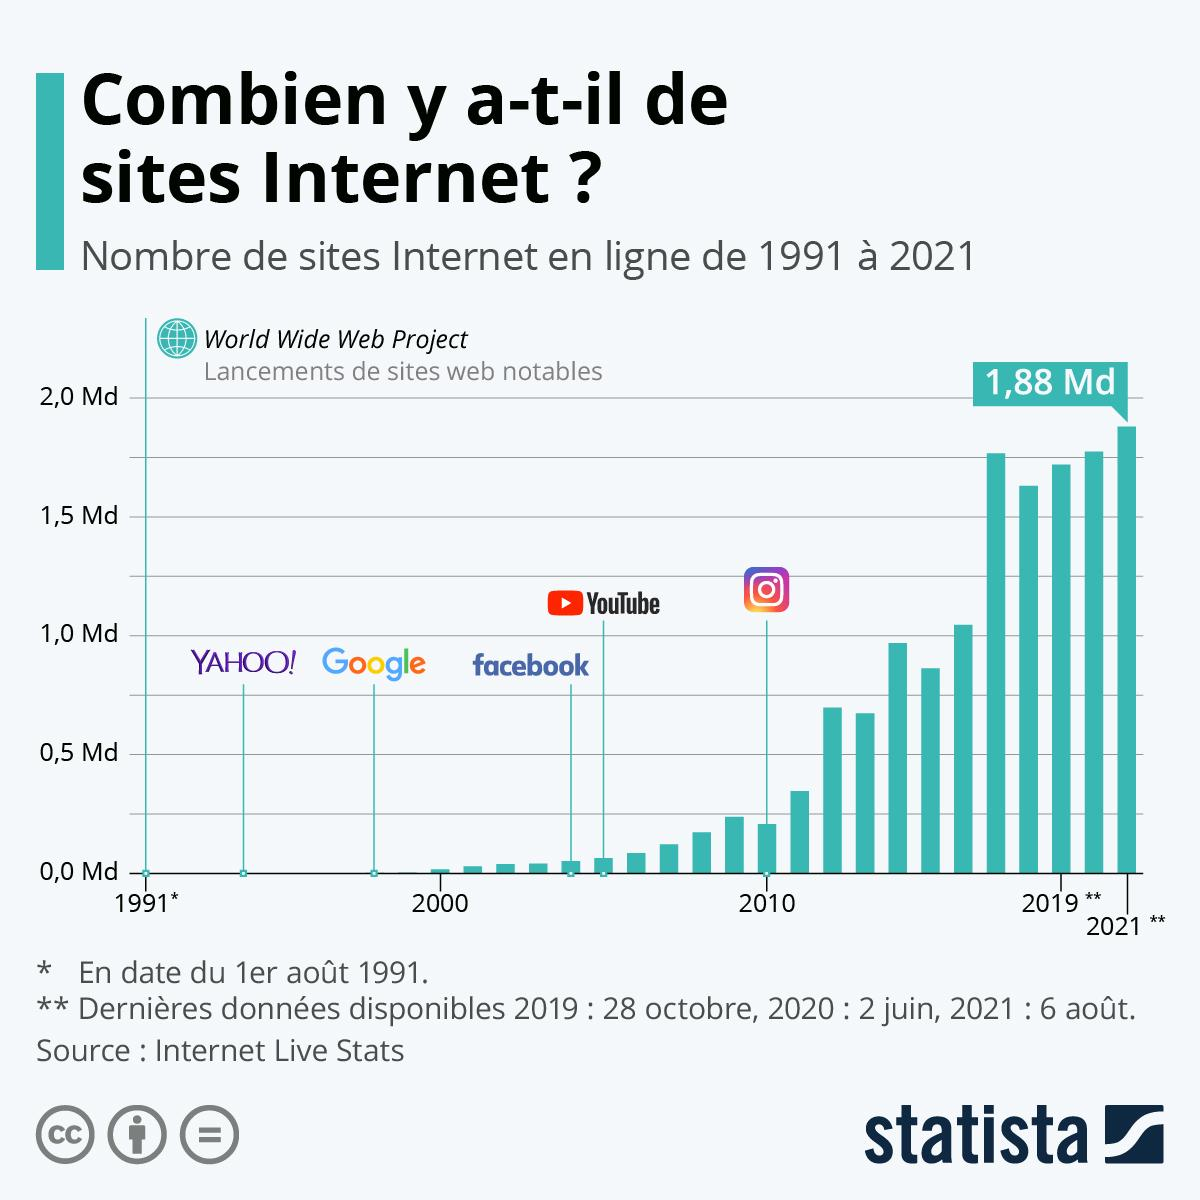 Combien y a-t-il de
sites Internet ?
Nombre de sites Internet en ligne de 1991 à 2021
World Wide Web Project
Lancements de sites web notables
1,88 Md
2,0 Md
1,5 Md
1,0 Md
0,5 Md
0,0 Md
YAHOO!
Google
facebook
YouTube
1991*
2000
2010
2019 **
2021 **
* En date du 1er août 1991.
** Dernières données disponibles 2019 : 28 octobre, 2020 : 2 juin, 2021 : 6 août.
Source : Internet Live Stats
cc
statista